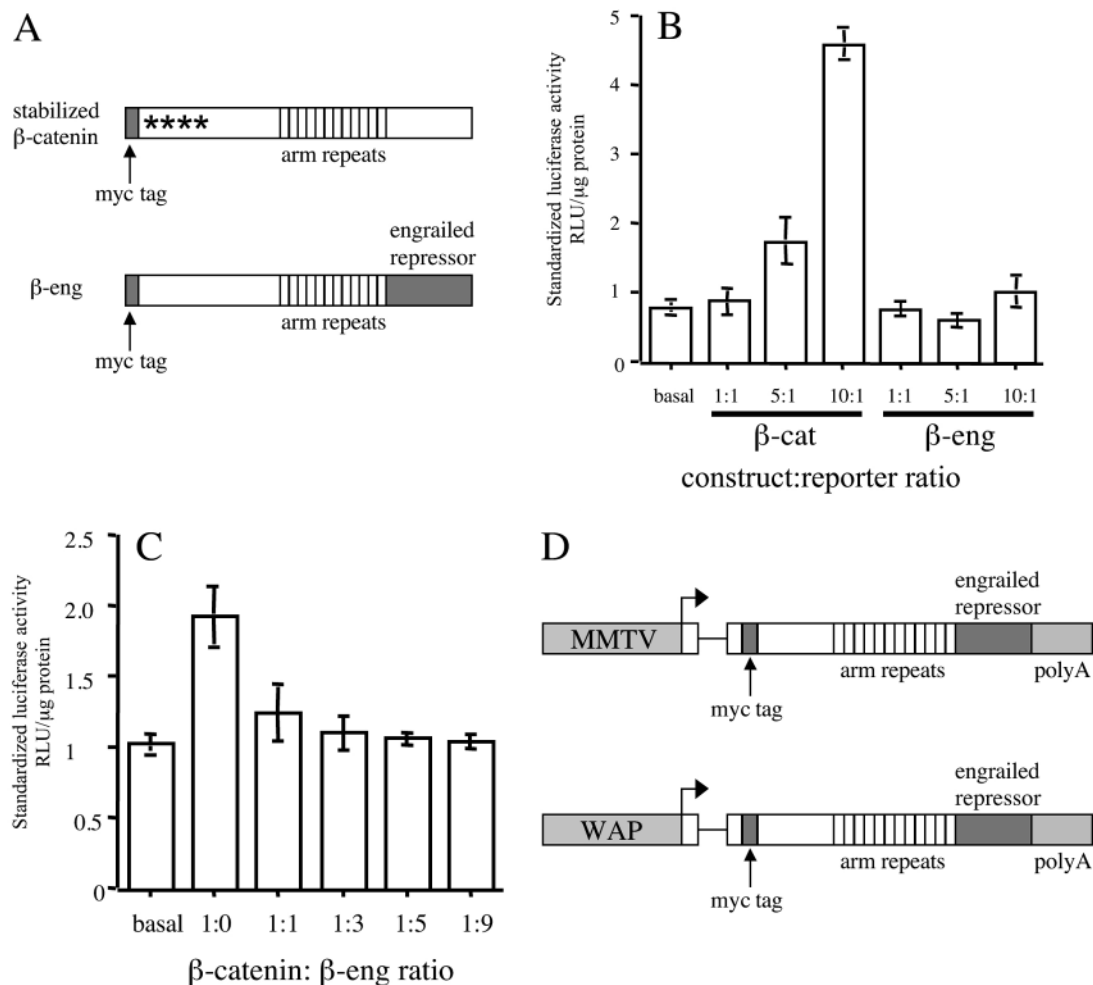 A
stabilized
β-catenin
****
arm repeats
myc tag
engrailed
repressor
β-eng
arm repeats
myc tag
B
Standardized luciferase activity
RLU/μg protein
5
4
3
2
1
0
basal 1:1 5:1 10:1 1:1 5:1 10:1
β-cat β-eng
construct:reporter ratio
C
Standardized luciferase activity
RLU/μg protein
2.5
2.0
1.5
1
0.5
0
basal 1:0 1:1 1:3 1:5 1:9
β-catenin: β-eng ratio
D
engrailed
repressor
MMTV
arm repeats polyA
myc tag
engrailed
repressor
WAP
arm repeats polyA
myc tag